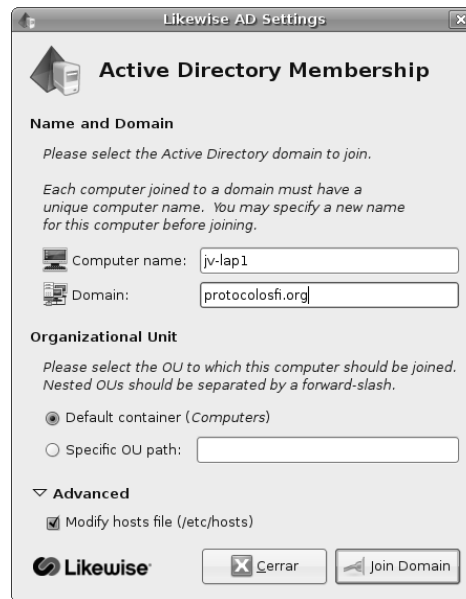 Likewise AD Settings
Active Directory Membership
Name and Domain
Please select the Active Directory domain to join.
Each computer joined to a domain must have a
unique computer name. You may specify a new name
for this computer before joining.
Computer name: jv-lap1
Domain: protocolosfi.org
Organizational Unit
Please select the OU to which this computer should be joined.
Nested OUs should be separated by a forward-slash.
Default container (Computers)
Specific OU path:
Advanced
Modify hosts file (/etc/hosts)
Likewise Cerrar Join Domain